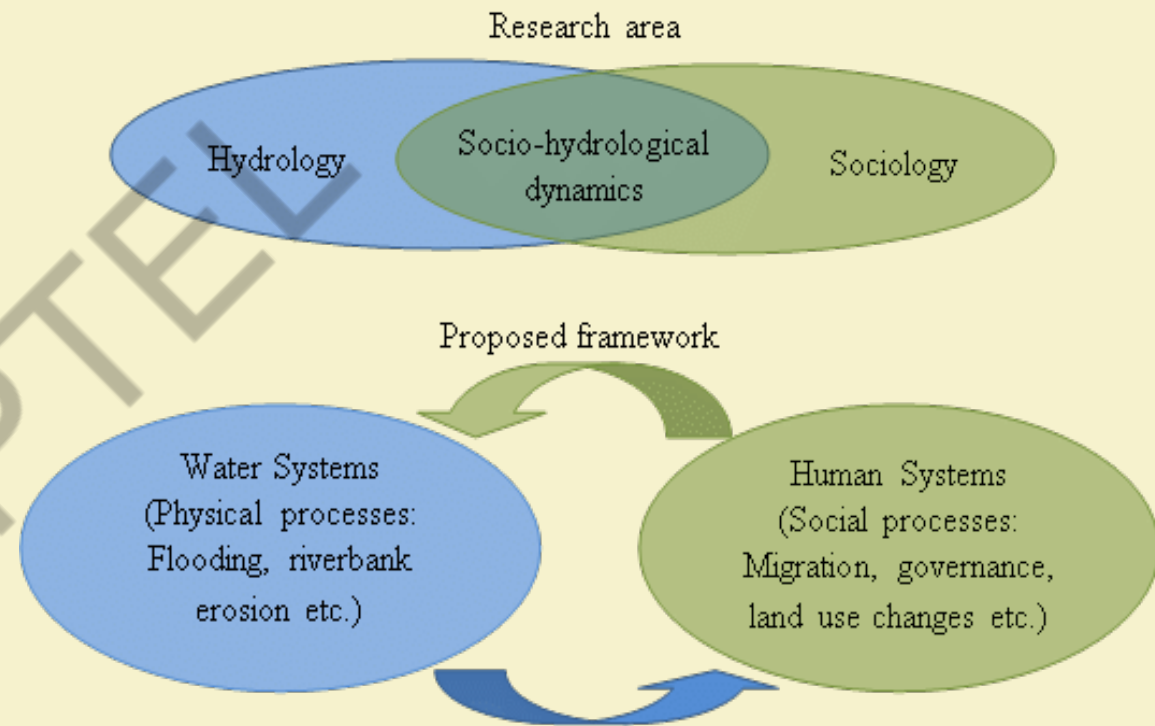 Research area
Hydrology
Socio-hydrological
dynamics
Sociology
Proposed framework
Water Systems
(Physical processes:
Flooding, riverbank
erosion etc.)
Human Systems
(Social processes:
Migration, governance,
land use changes etc.)
PTEL